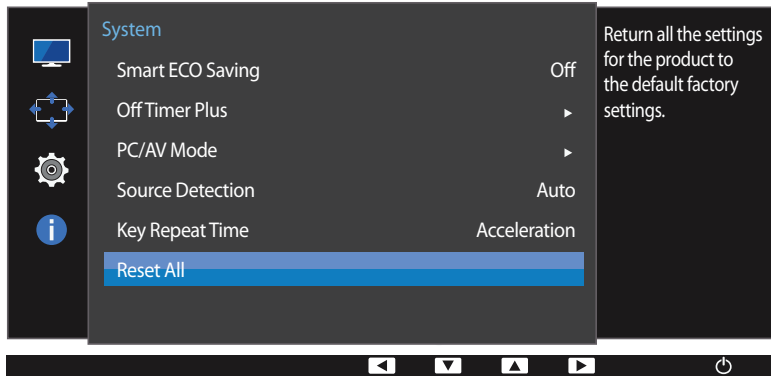 System
Smart ECO Saving Off
Off Timer Plus
PC/AV Mode
Source Detection Auto
Key Repeat Time Acceleration
Reset All
Return all the settings
for the product to
the default factory
settings.